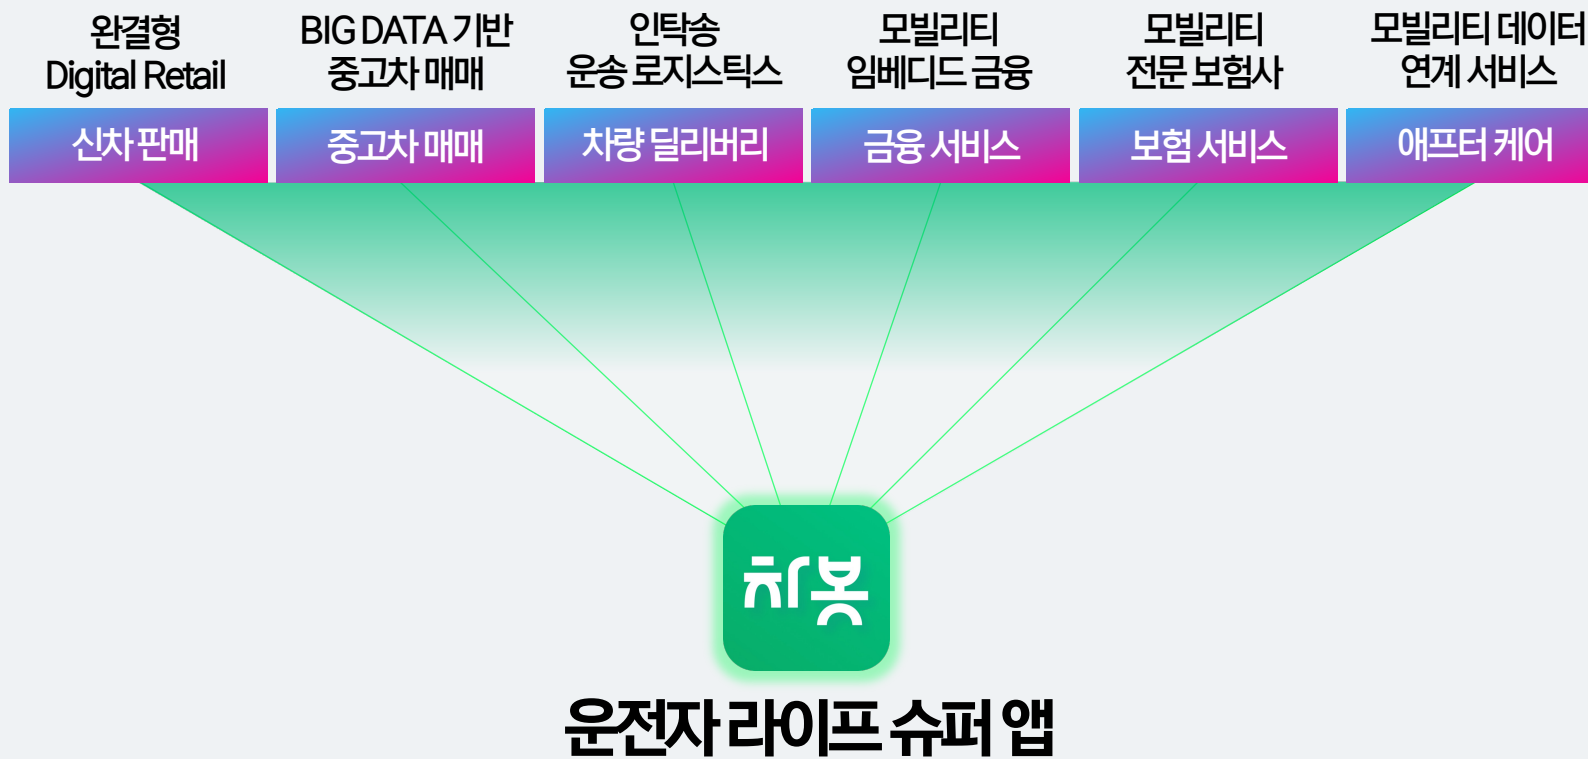 완결형
Digital Retail
신차 판매
BIG DATA 기반
중고차 매매
중고차 매매
인탁송
운송 로지스틱스
차량 딜리버리
모빌리티
임베디드 금융
금융 서비스
모빌리티
전문 보험사
보험 서비스
모빌리티 데이터
연계 서비스
애프터 케어
차봇
운전자 라이프 슈퍼 앱